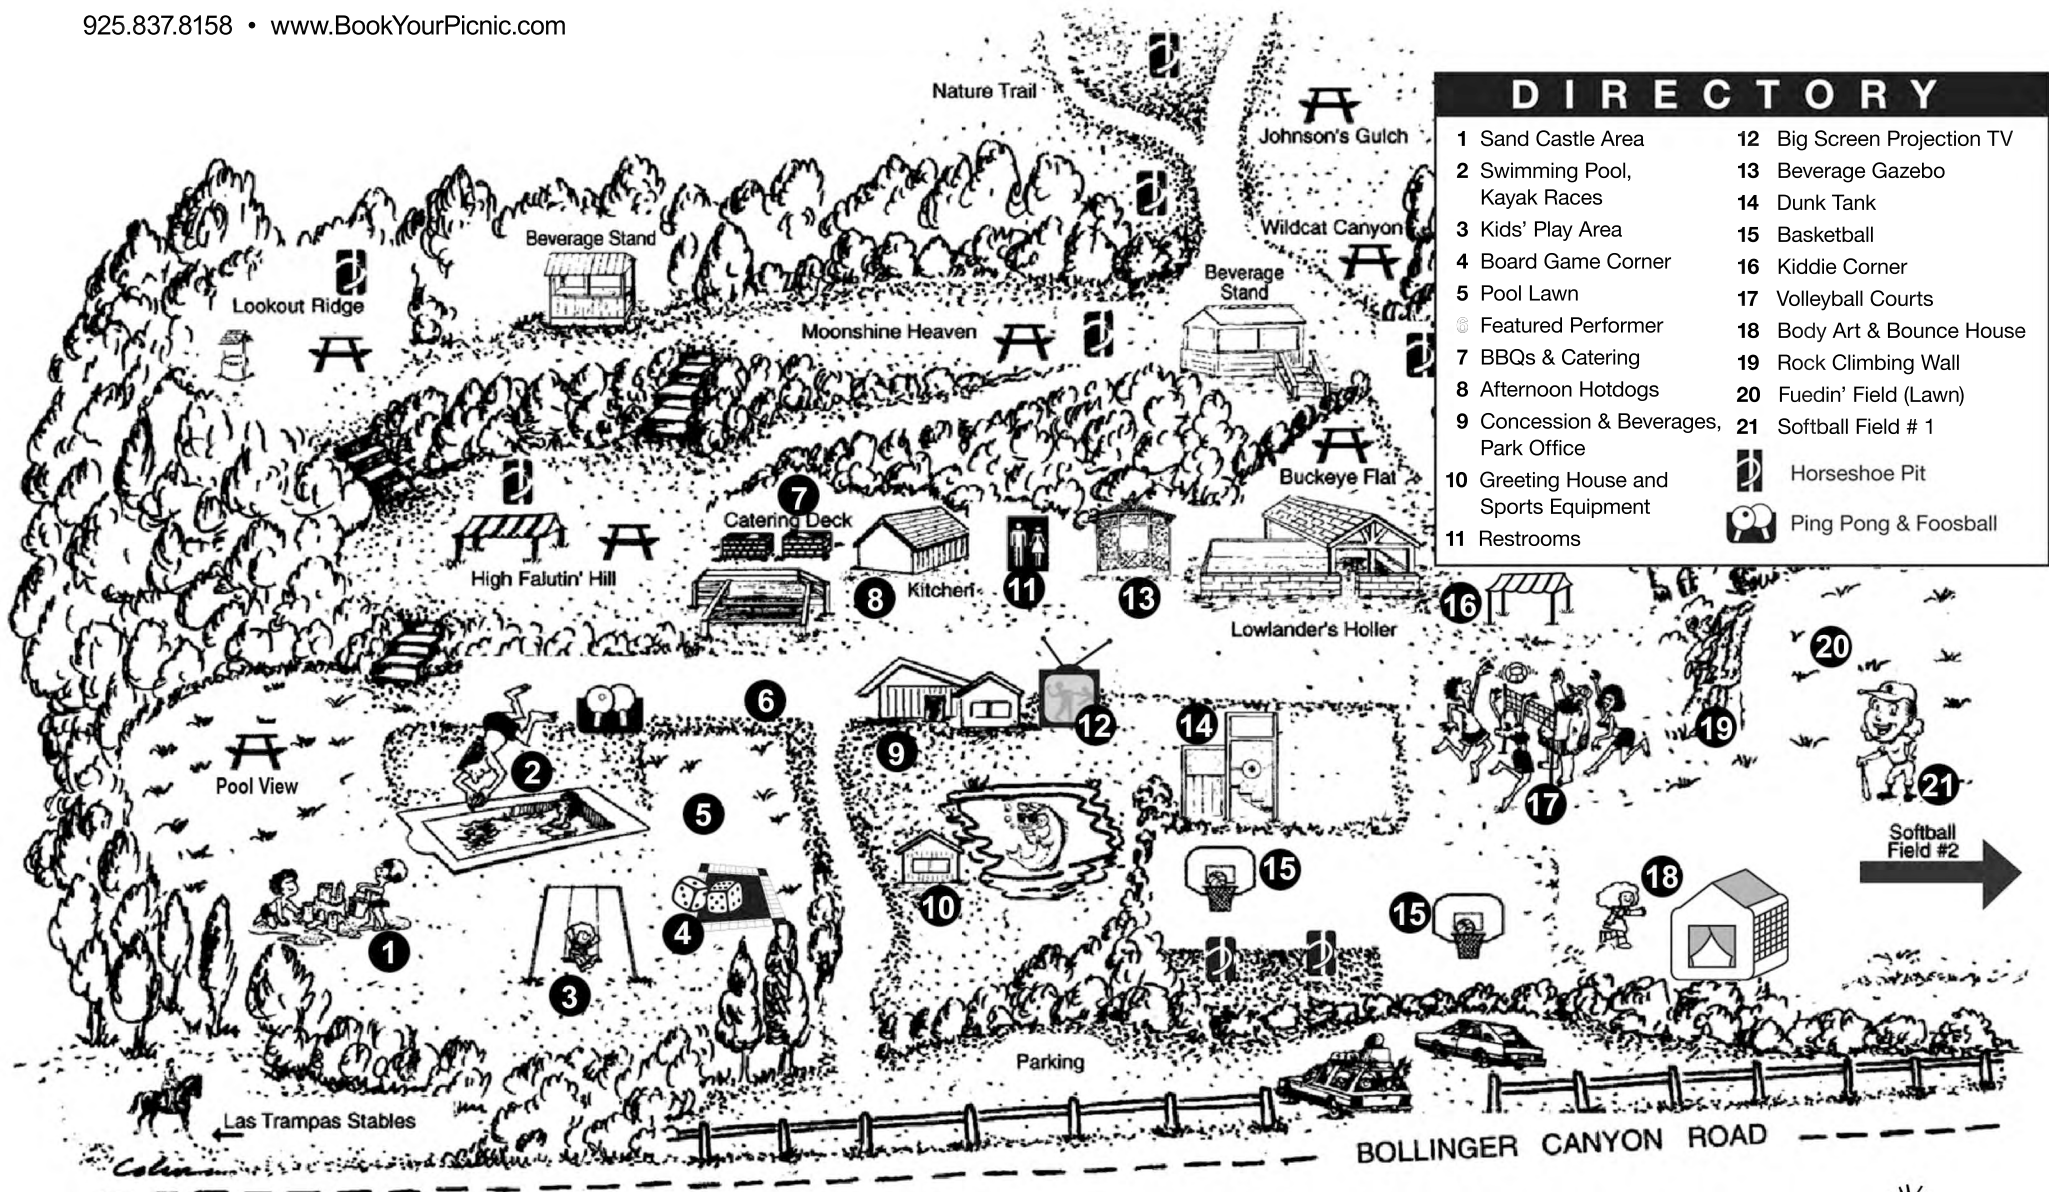 925.837.8158 • www.BookYourPicnic.com
Nature Trail
Johnson's Gulch
Wildcat Canyon
Beverage Stand
Beverage
Stand
Lookout Ridge
Moonshine Heaven
Buckeye Flat
DIRECTORY
1 Sand Castle Area
2 Swimming Pool,
Kayak Races
3 Kids' Play Area
4 Board Game Corner
5 Pool Lawn
6 Featured Performer
7 BBQs & Catering
8 Afternoon Hotdogs
9 Concession & Beverages,
Park Office
10 Greeting House and
Sports Equipment
11 Restrooms
12 Big Screen Projection TV
13 Beverage Gazebo
14 Dunk Tank
15 Basketball
16 Kiddie Corner
17 Volleyball Courts
18 Body Art & Bounce House
19 Rock Climbing Wall
20 Fuedin' Field (Lawn)
21 Softball Field # 1
Horseshoe Pit
Ping Pong & Foosball
7
Catering Deck
High Falutin' Hill
8
Kitchen
11
13
16
Lowlander's Holler
20
6
9
12
14
19
Pool View
2
5
17
21
Softball
Field #2
15
18
4
10
15
1
3
Parking
Las Trampas Stables
BOLLINGER CANYON ROAD